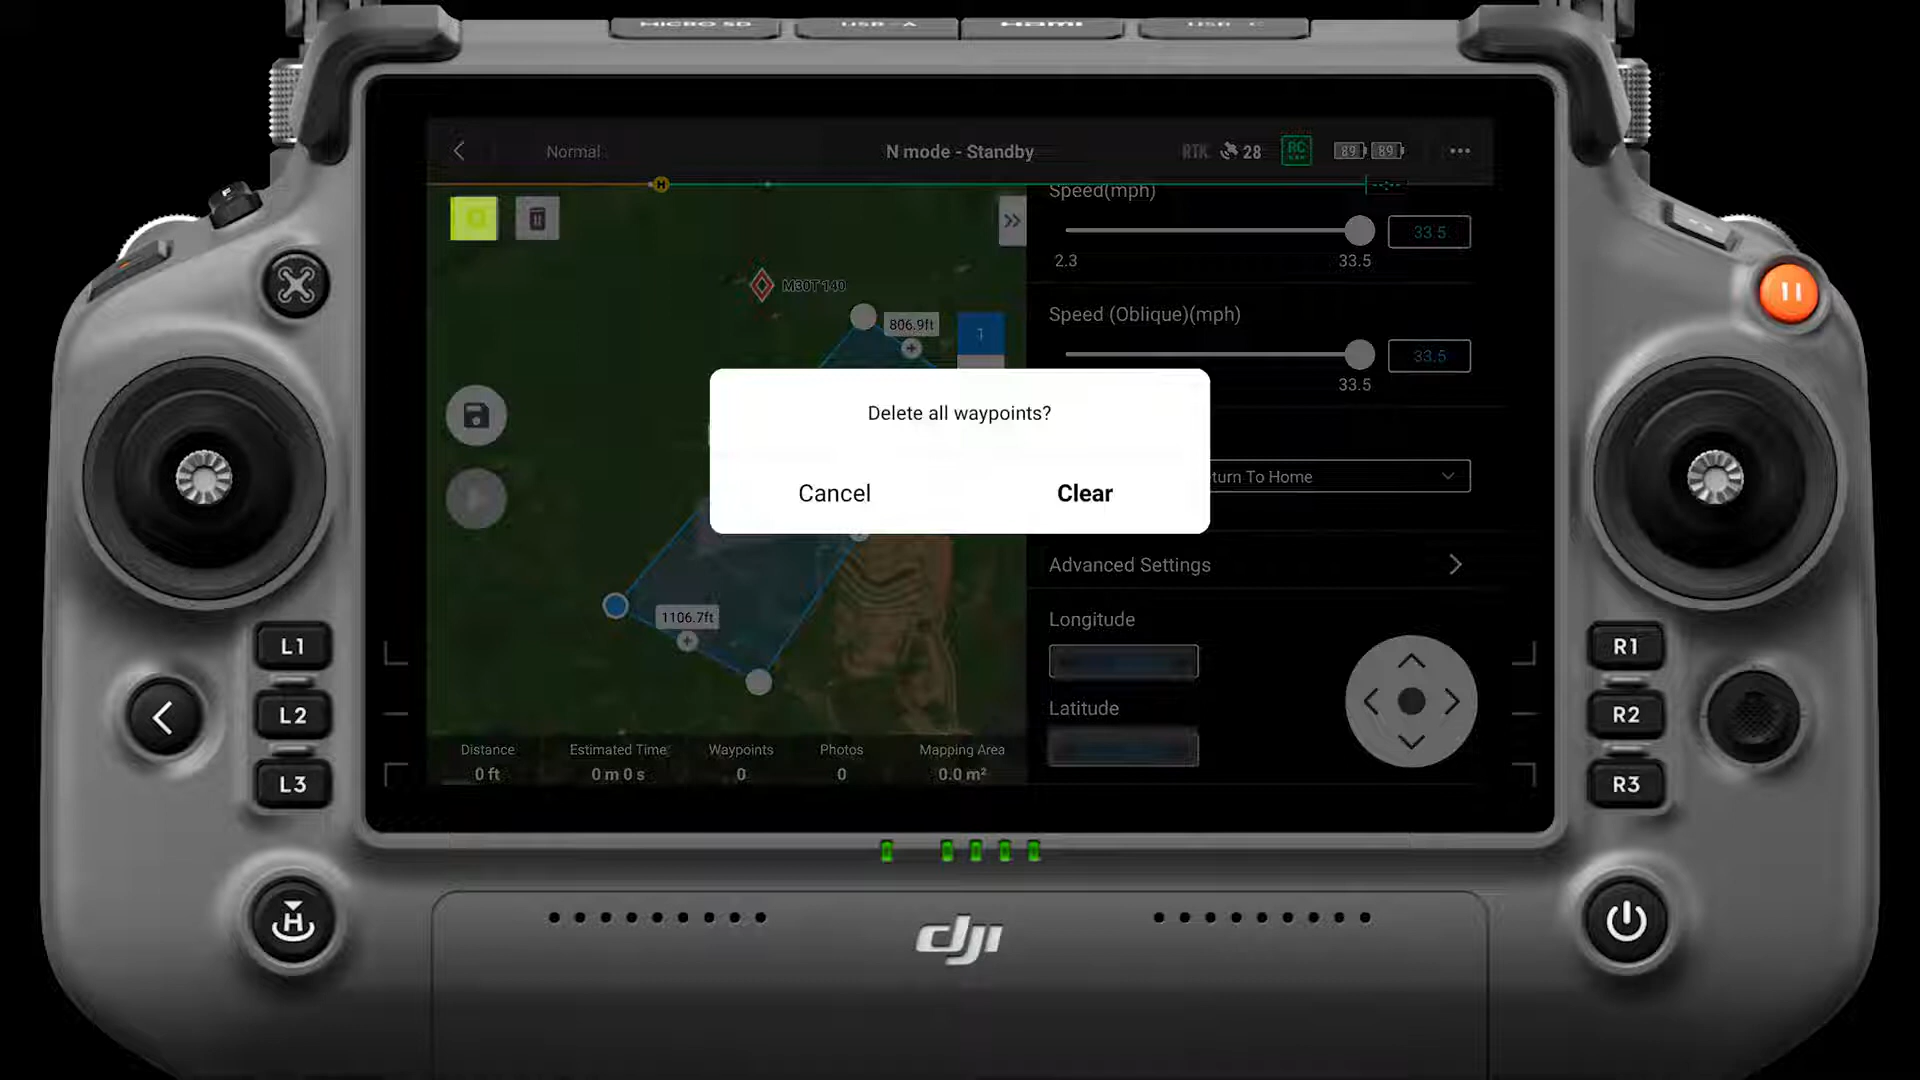 MICRO SD USB-A HDMI USB-C
Normal
N mode - Standby
RTK 28 RC 89 89
H
Speed(mph)
33.5
2.3 33.5
Speed (Oblique)(mph)
33.5
33.5
M30T 140
806.9ft
Delete all waypoints?
Cancel Clear
turn To Home
Advanced Settings
1106.7ft
Longitude
Latitude
Distance Estimated Time Waypoints Photos Mapping Area
0 ft 0 m 0 s 0 0 0.0 m²
L1
L2
L3
R1
R2
R3
H
dji